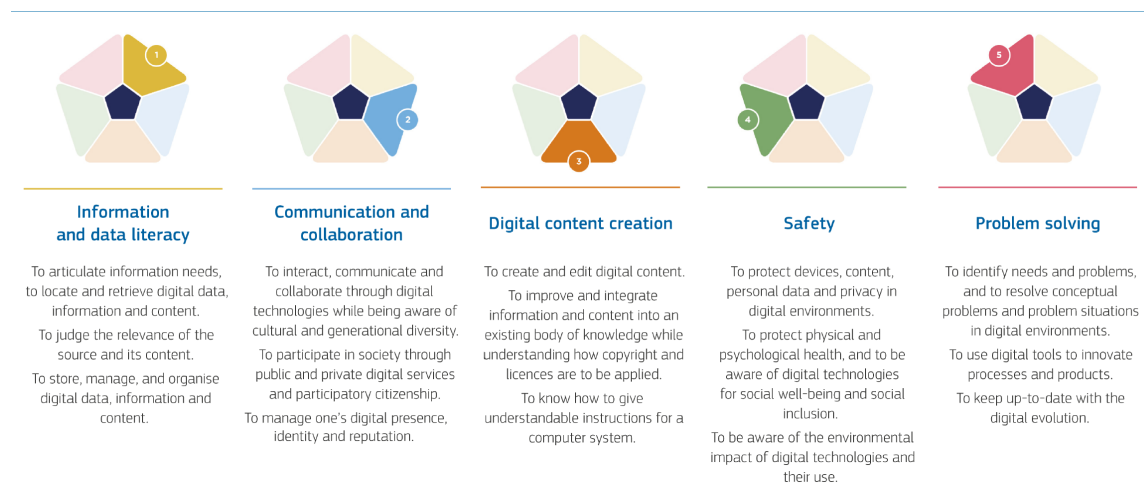 1
Information
and data literacy
To articulate information needs,
to locate and retrieve digital data,
information and content.
To judge the relevance of the
source and its content.
To store, manage, and organise
digital data, information and
content.
2
Communication and
collaboration
To interact, communicate and
collaborate through digital
technologies while being aware of
cultural and generational diversity.
To participate in society through
public and private digital services
and participatory citizenship.
To manage one’s digital presence,
identity and reputation.
3
Digital content creation
To create and edit digital content.
To improve and integrate
information and content into an
existing body of knowledge while
understanding how copyright and
licences are to be applied.
To know how to give
understandable instructions for a
computer system.
4
Safety
To protect devices, content,
personal data and privacy in
digital environments.
To protect physical and
psychological health, and to be
aware of digital technologies
for social well-being and social
inclusion.
To be aware of the environmental
impact of digital technologies and
their use.
5
Problem solving
To identify needs and problems,
and to resolve conceptual
problems and problem situations
in digital environments.
To use digital tools to innovate
processes and products.
To keep up-to-date with the
digital evolution.